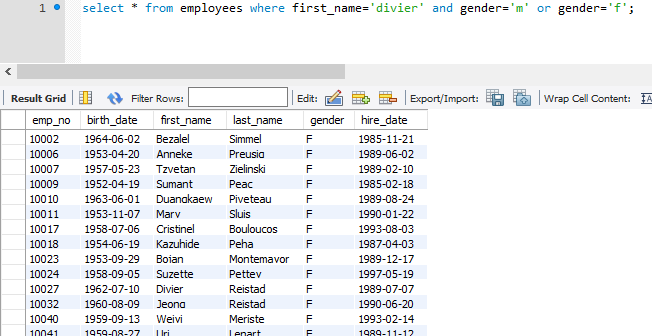 1 select * from employees where first_name='divier' and gender='m' or gender='f';
Result Grid Filter Rows: Edit: Export/Import: Wrap Cell Content:
emp_no birth_date first_name last_name gender hire_date
10002 1964-06-02 Bezalel Simmel F 1985-11-21
10006 1953-04-20 Anneke Preusig F 1989-06-02
10007 1957-05-23 Tzvetan Zielinski F 1989-02-10
10009 1952-04-19 Sumant Peac F 1985-02-18
10010 1963-06-01 Duangkaew Piveteau F 1989-08-24
10011 1953-11-07 Mary Sluis F 1990-01-22
10017 1958-07-06 Cristinel Bouloucos F 1993-08-03
10018 1954-06-19 Kazuhide Peha F 1987-04-03
10023 1953-09-29 Bojan Montemayor F 1989-12-17
10024 1958-09-05 Suzette Pettey F 1997-05-19
10027 1962-07-10 Divier Reistad F 1989-07-07
10032 1960-08-09 Jeong Reistad F 1990-06-20
10040 1959-09-13 Weiyi Meriste F 1993-02-14
10041 1959-08-27 Uri Lenart F 1989-11-12